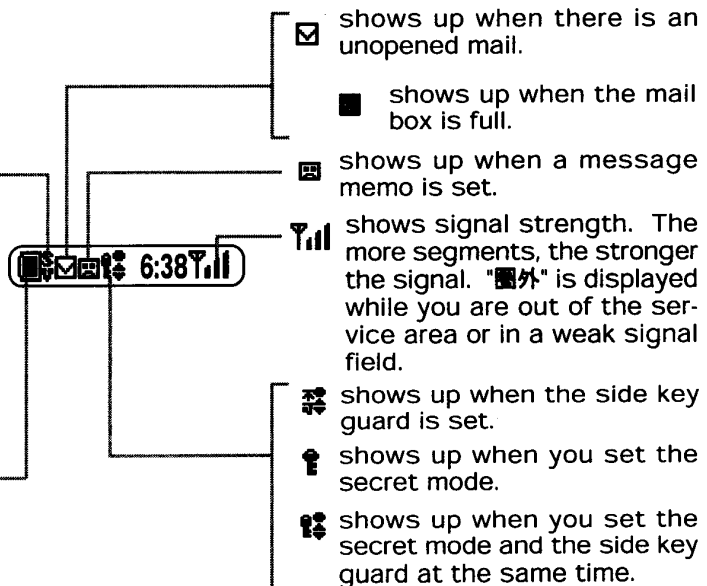 shows up when there is an
unopened mail.
shows up when the mail
box is full.
shows up when a message
memo is set.
shows signal strength. The
more segments, the stronger
the signal. "圏外" is displayed
while you are out of the ser-
vice area or in a weak signal
field.
6:38
shows up when the side key
guard is set.
shows up when you set the
secret mode.
shows up when you set the
secret mode and the side key
guard at the same time.